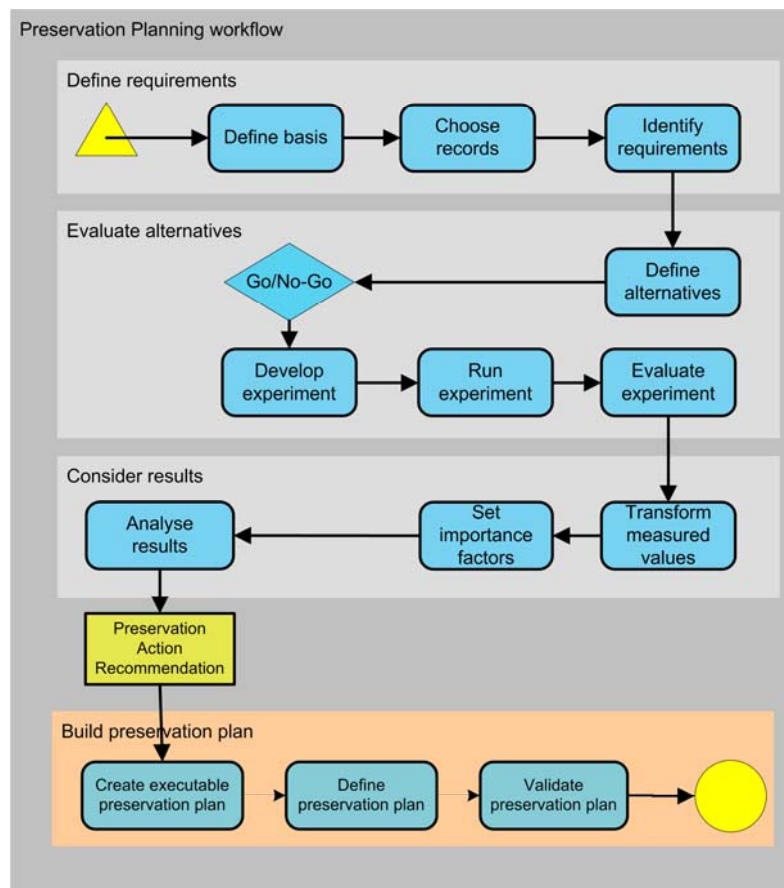 Preservation Planning workflow
Define requirements
Define basis
Choose
records
Identify
requirements
Evaluate alternatives
Go/No-Go
Define
alternatives
Develop
experiment
Run
experiment
Evaluate
experiment
Consider results
Analyse
results
Set
importance
factors
Transform
measured
values
Preservation
Action
Recommendation
Build preservation plan
Create executable
preservation plan
Define
preservation plan
Validate
preservation plan